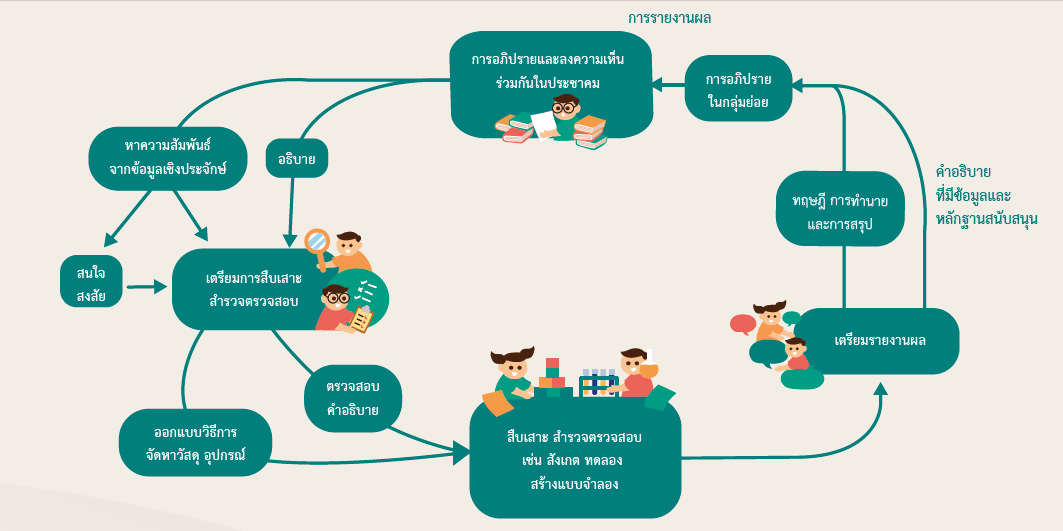 การรายงานผล
การอภิปรายและลงความเห็น
ร่วมกันในประชาคม
การอภิปราย
ในกลุ่มย่อย
หาความสัมพันธ์
จากข้อมูลเชิงประจักษ์
อธิบาย
คำอธิบาย
ที่มีข้อมูลและ
หลักฐานสนับสนุน
ทฤษฎี การทำนาย
และการสรุป
สนใจ
สงสัย
เตรียมการสืบเสาะ
สำรวจตรวจสอบ
เตรียมรายงานผล
ตรวจสอบ
คำอธิบาย
ออกแบบวิธีการ
จัดหาวัสดุ อุปกรณ์
สืบเสาะ สำรวจตรวจสอบ
เช่น สังเกต ทดลอง
สร้างแบบจำลอง